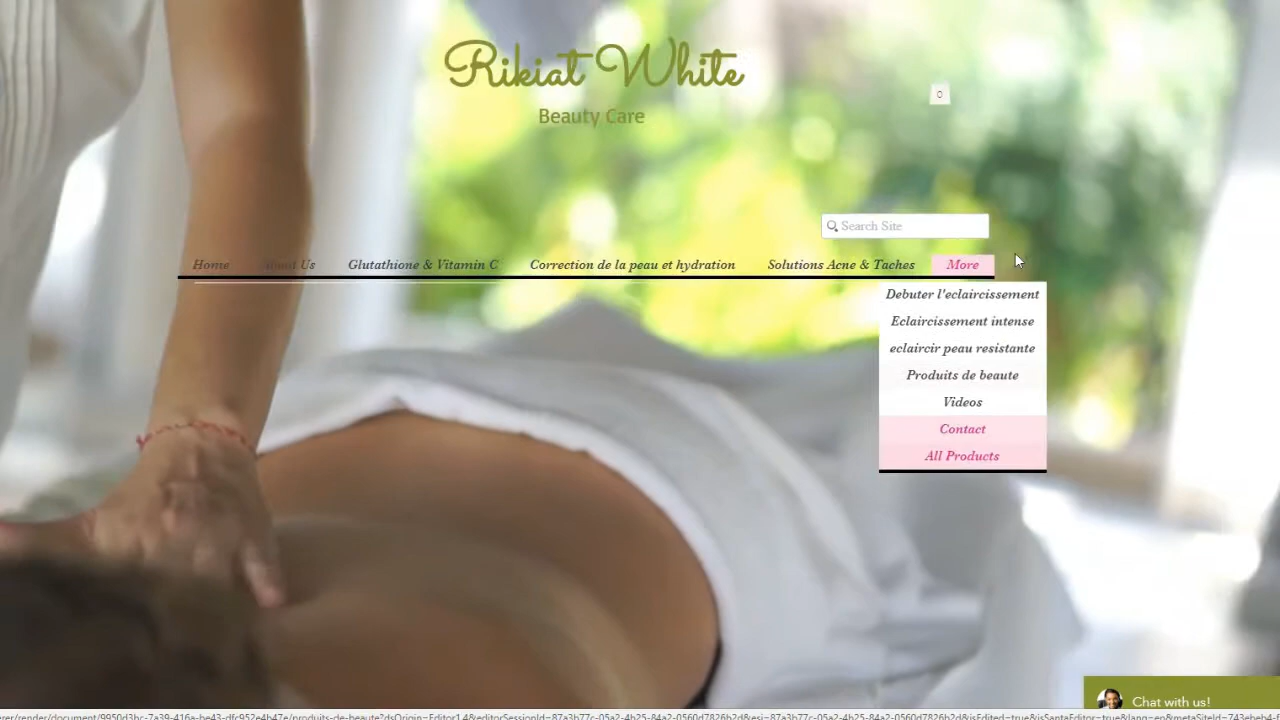 Rikiat White
Beauty Care
0
Search Site
Home About Us Glutathione & Vitamin C Correction de la peau et hydration Solutions Acne & Taches More
Debuter l'eclaircissement
Eclaircissement intense
eclaircir peau resistante
Produits de beaute
Videos
Contact
All Products
Chat with us!